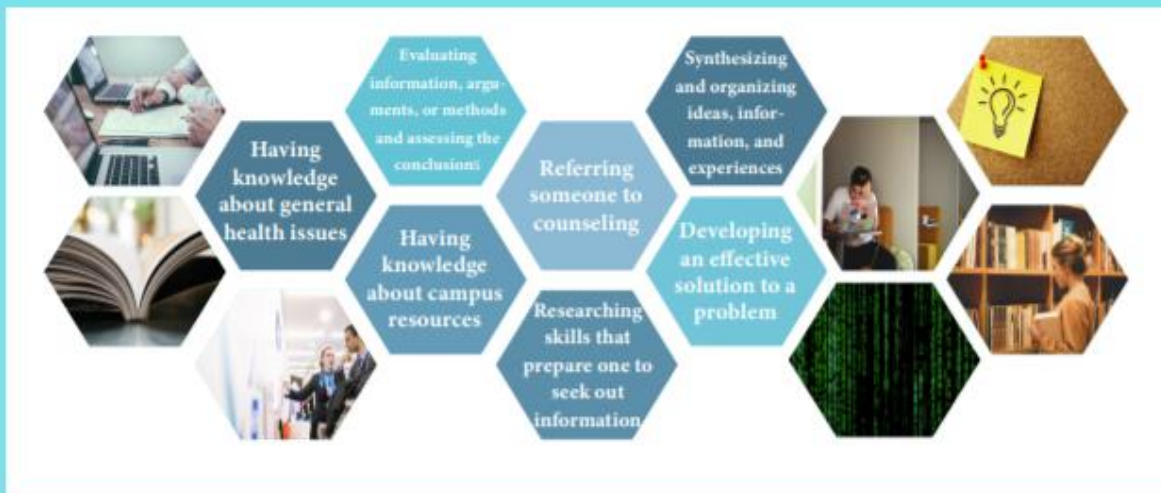 Evaluating
information, argu-
ments, or methods
and assessing the
conclusions
Synthesizing
and organizing
ideas, infor-
mation, and
experiences
Having
knowledge
about general
health issues
Referring
someone to
counseling
Having
knowledge
about campus
resources
Developing
an effective
solution to a
problem
Researching
skills that
prepare one to
seek out
information